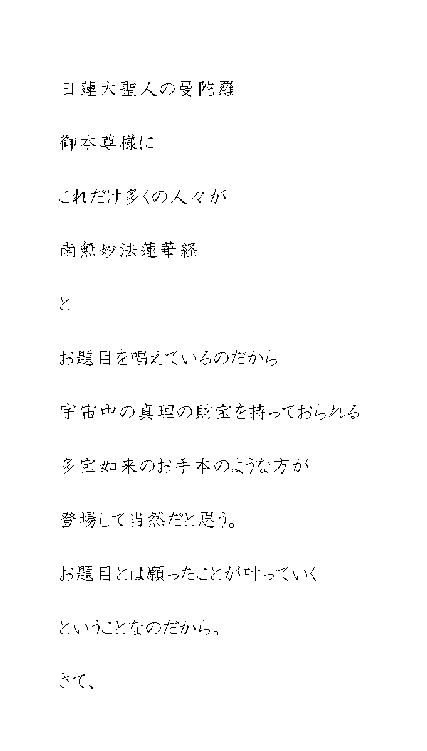 日蓮大聖人の曼陀羅
御本尊様に
これだけ多くの人々が
南無妙法蓮華経
と
お題目を唱えているのだから
宇宙中の真理の財宝を持っておられる
多宝如来のお手本のような方が
登場して当然だと思う。
お題目とは願ったことが叶っていく
ということなのだから。
さて、